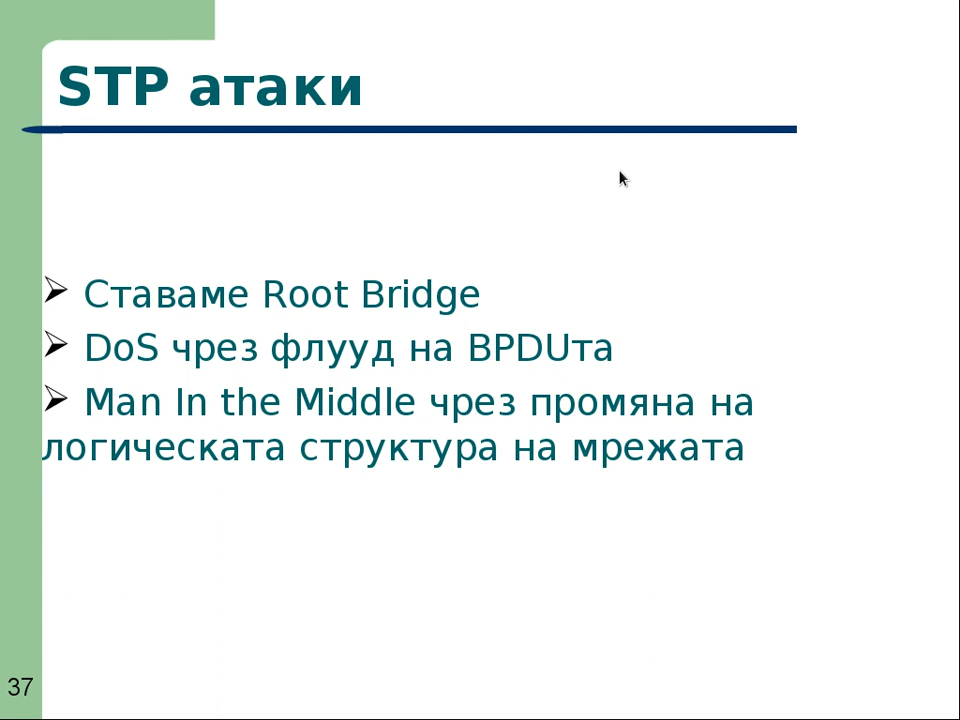 STP атаки
Ставаме Root Bridge
DoS чрез флууд на BPDUта
Man In the Middle чрез промяна на
логическата структура на мрежата
37